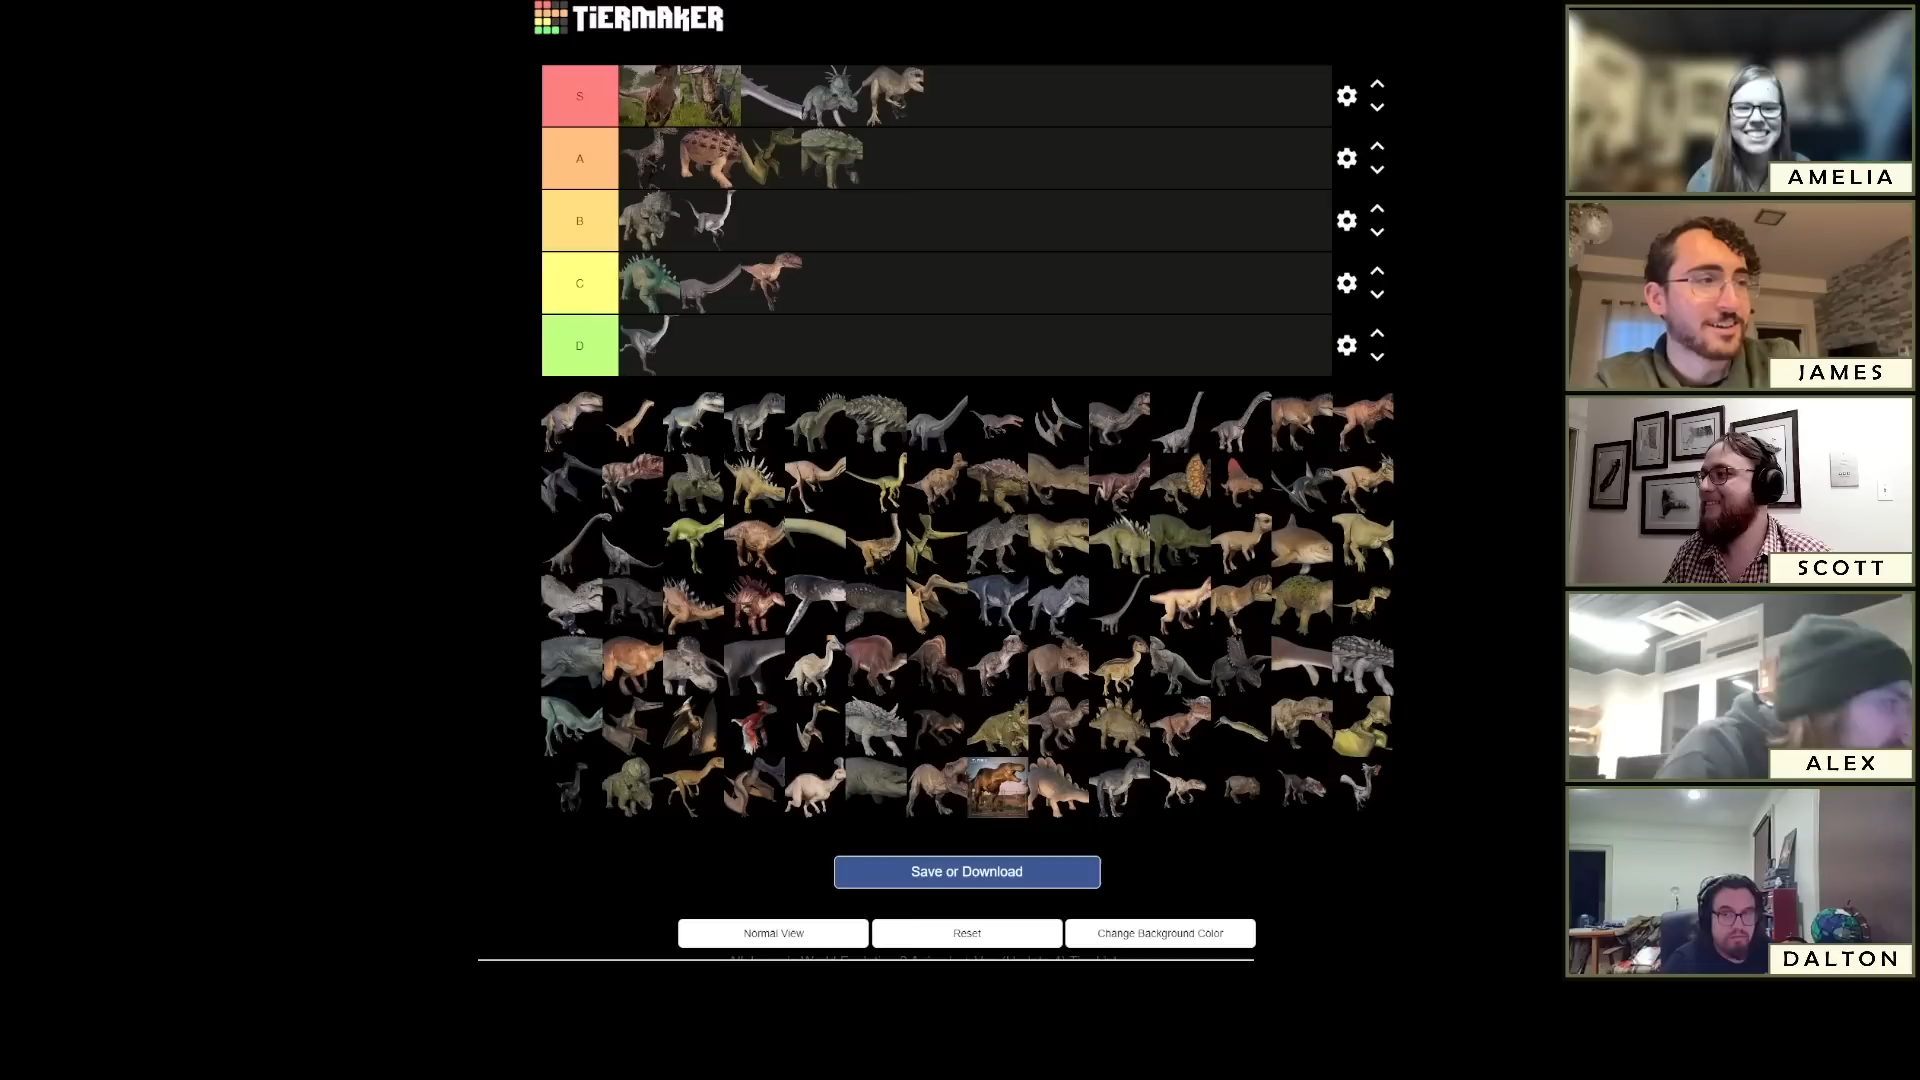 TiERMAKER
S
A
B
C
D
Save or Download
Normal View
Reset
Change Background Color
AMELIA
JAMES
SCOTT
ALEX
DALTON